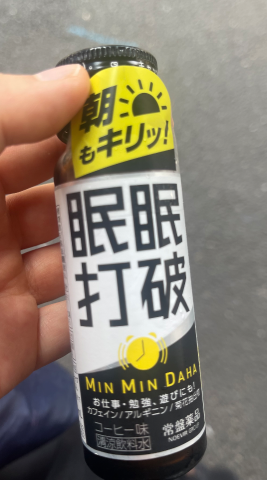 朝
もキリッ!
眠眠
打破
MIN MIN DAHA
お仕事・勉強、遊びにも!
カフェイン/アルギニン/
コーヒー味
清涼飲料水
常盤薬品
NOEVIR